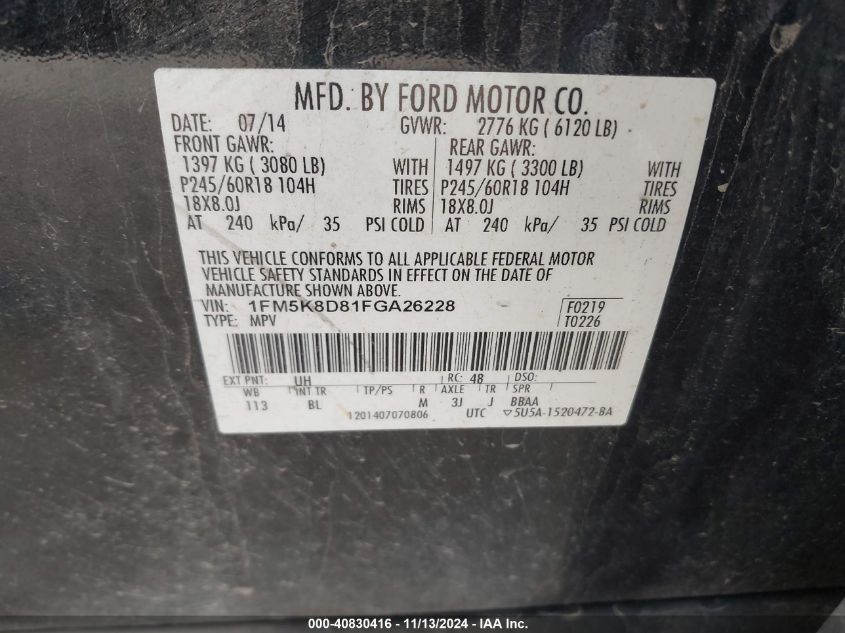 MFD. BY FORD MOTOR CO.
DATE: 07/14 GVWR: 2776 KG ( 6120 LB)
FRONT GAWR: REAR GAWR:
1397 KG ( 3080 LB) WITH 1497 KG ( 3300 LB) WITH
P245/60R18 104H TIRES P245/60R18 104H TIRES
18X8.0J RIMS 18X8.0J RIMS
AT 240 kPa/ 35 PSI COLD AT 240 kPa/ 35 PSI COLD
THIS VEHICLE CONFORMS TO ALL APPLICABLE FEDERAL MOTOR
VEHICLE SAFETY STANDARDS IN EFFECT ON THE DATE OF
MANUFACTURE SHOWN ABOVE.
VIN: 1FM5K8D81FGA26228 F0219
TYPE: MPV T0226
EXT PNT: UH RC: 48 DSO:
WB INT TR TP/PS R AXLE TR SPR
113 BL M 3J J BBAA
1201407070806 UTC ▽5U5A-1520472-BA
000-40830416 - 11/13/2024 - IAA, Inc.